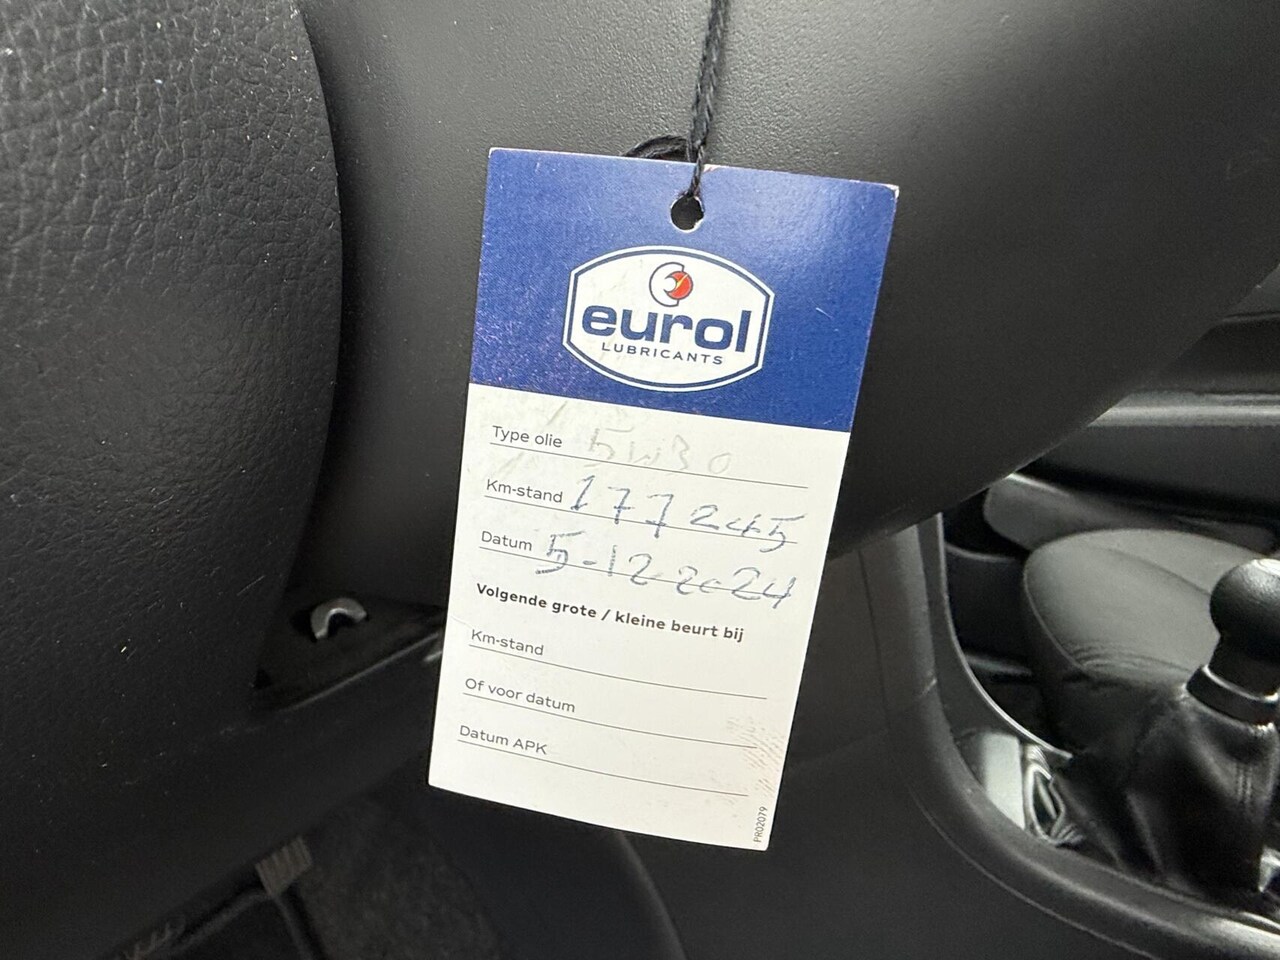 eurol
LUBRICANTS
Type olie 5W30
Km-stand 177245
Datum 5-12 2024
Volgende grote / kleine beurt bij
Km-stand
Of voor datum
Datum APK
PR02079